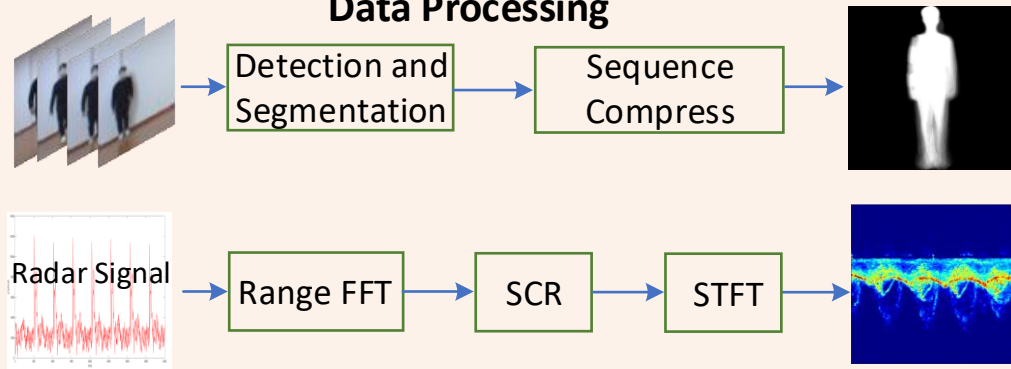 Data Processing
Detection and
Segmentation
Sequence
Compress
Radar Signal
Range FFT
SCR
STFT